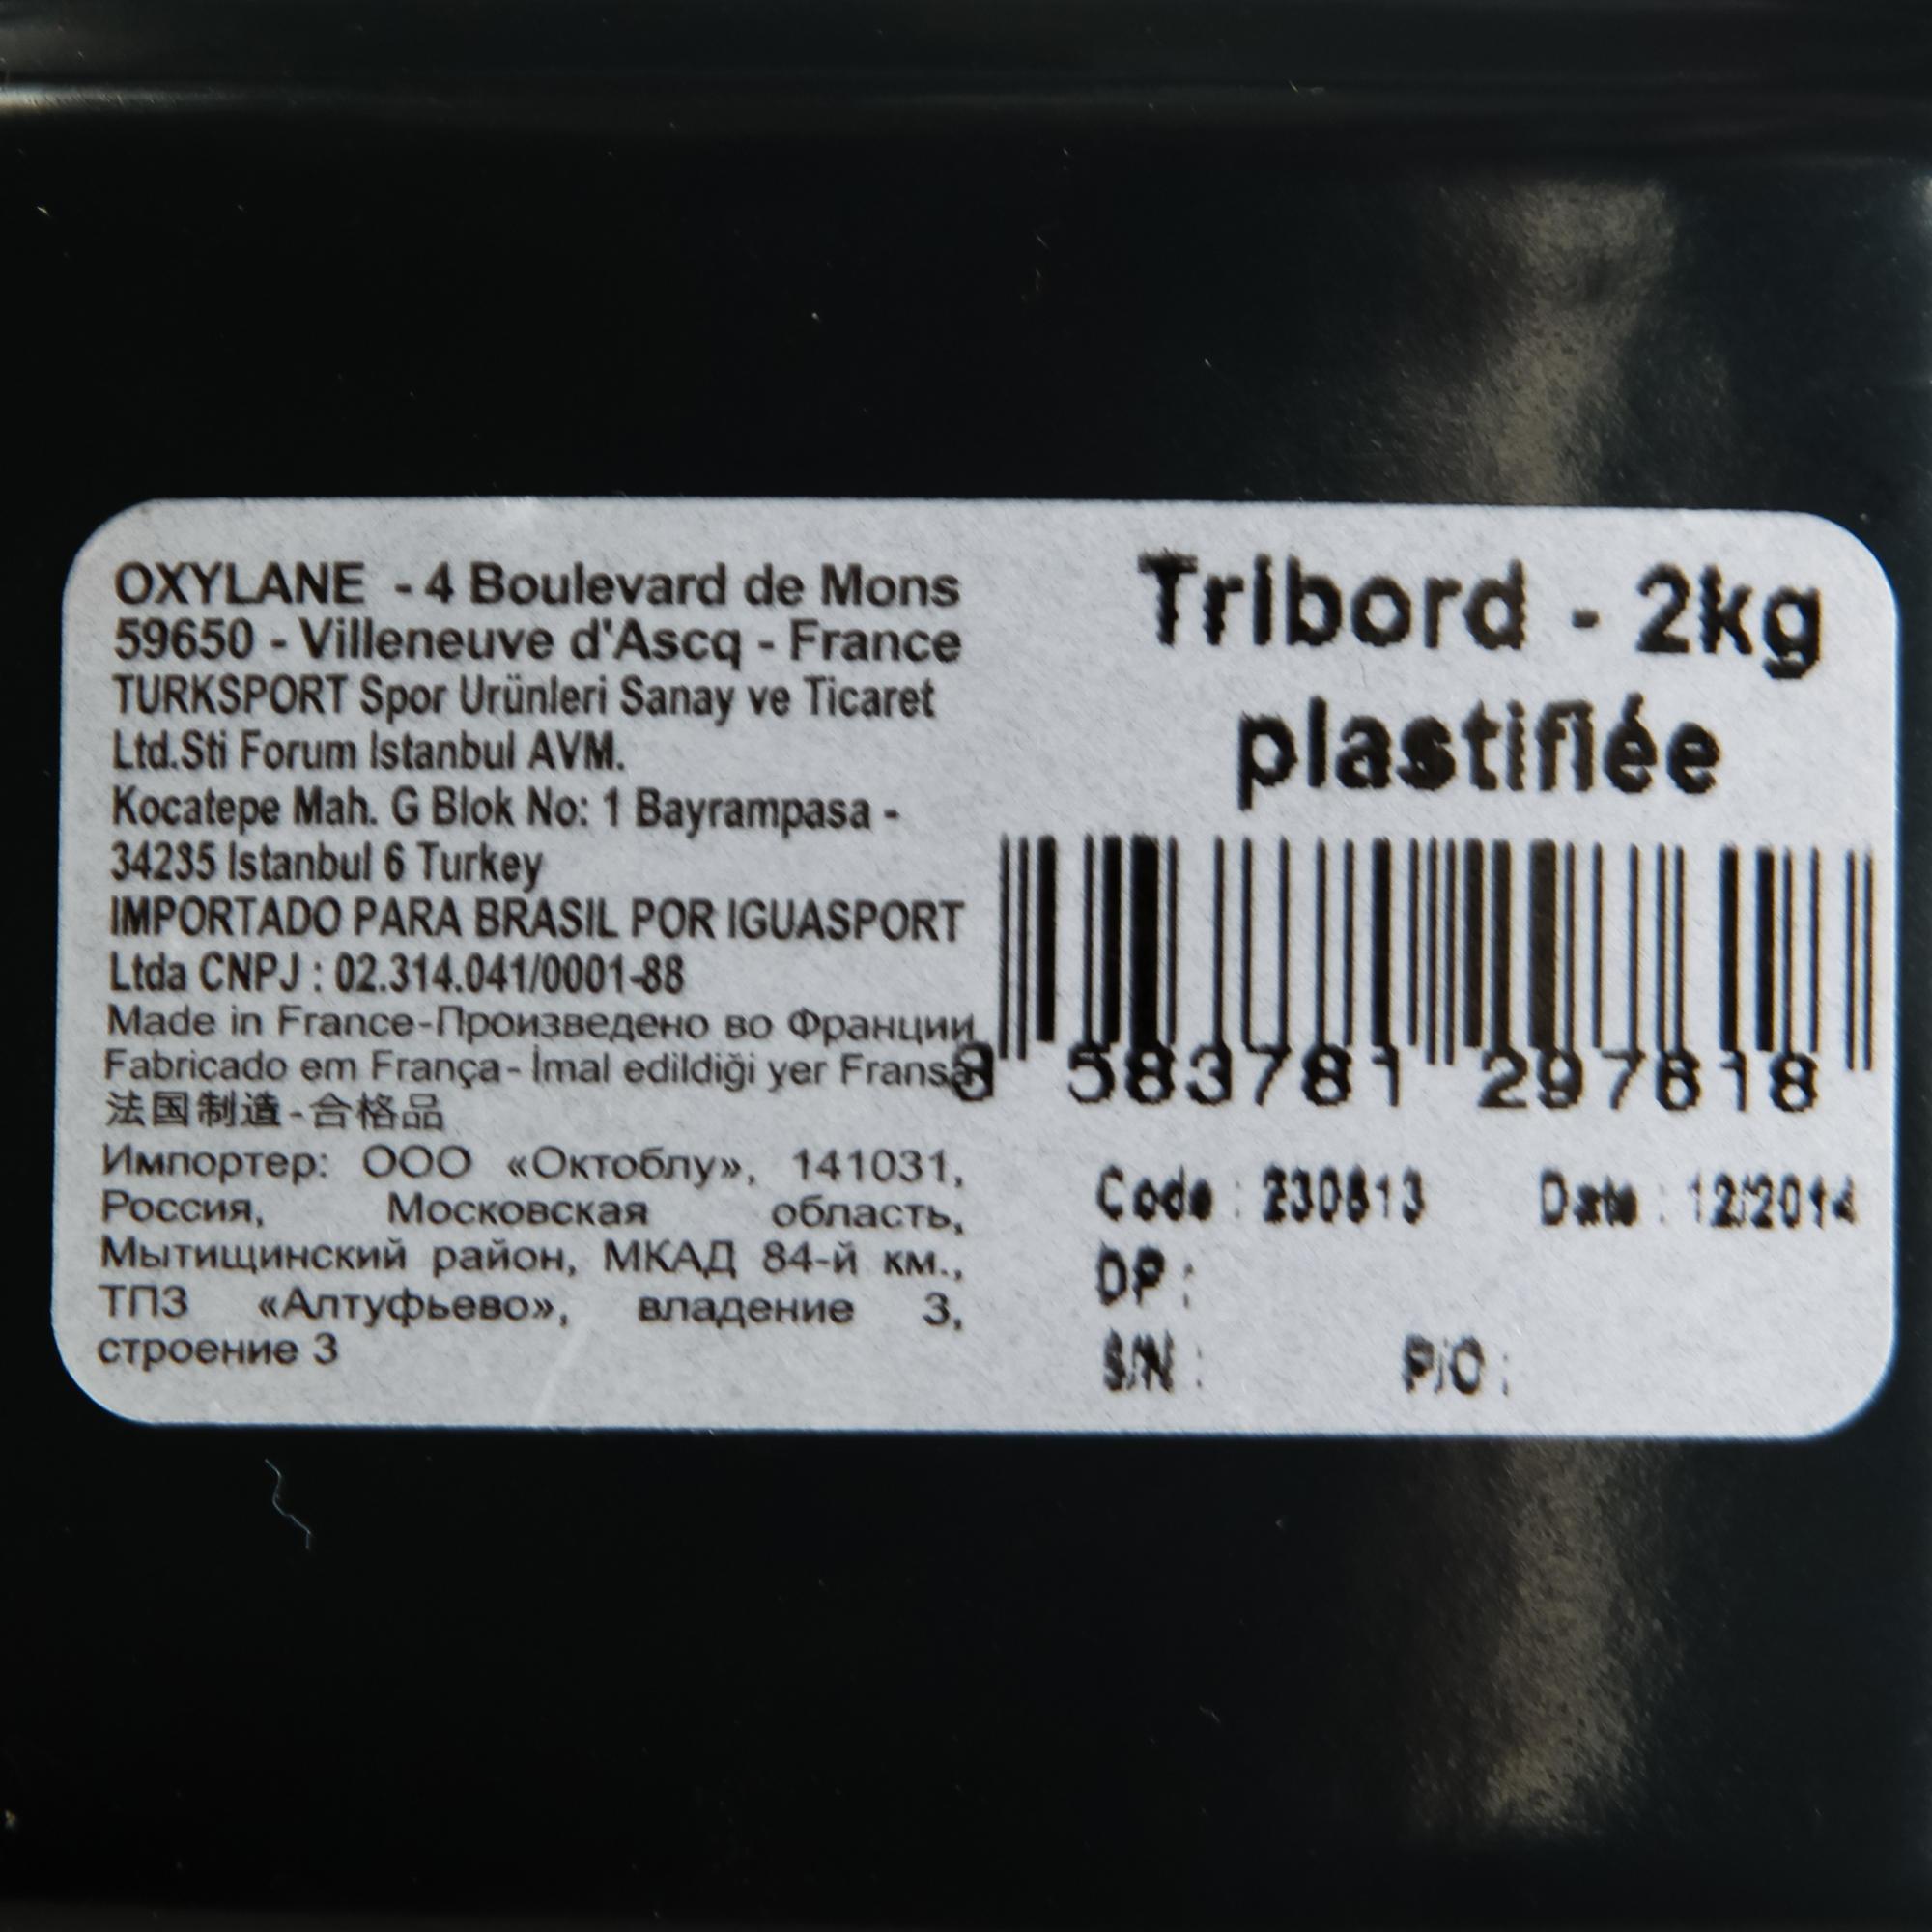 OXYLANE - 4 Boulevard de Mons
59650 - Villeneuve d'Ascq - France
TURKSPORT Spor Urünleri Sanay ve Ticaret
Ltd.Sti Forum Istanbul AVM.
Kocatepe Mah. G Blok No: 1 Bayrampasa -
34235 Istanbul 6 Turkey
IMPORTADO PARA BRASIL POR IGUASPORT
Ltda CNPJ : 02.314.041/0001-88
Made in France-Произведено во Франции
Fabricado em França- İmal edildiği yer Fransa
法国制造-合格品
Импортер: ООО «Октоблу», 141031,
Россия, Московская область,
Мытищинский район, МКАД 84-й км.,
ТПЗ «Алтуфьево», владение 3,
строение 3
Tribord - 2kg
plastifiée
3 583781 297618
Code : Date : 12/2014
DP :
S/N : P/O :